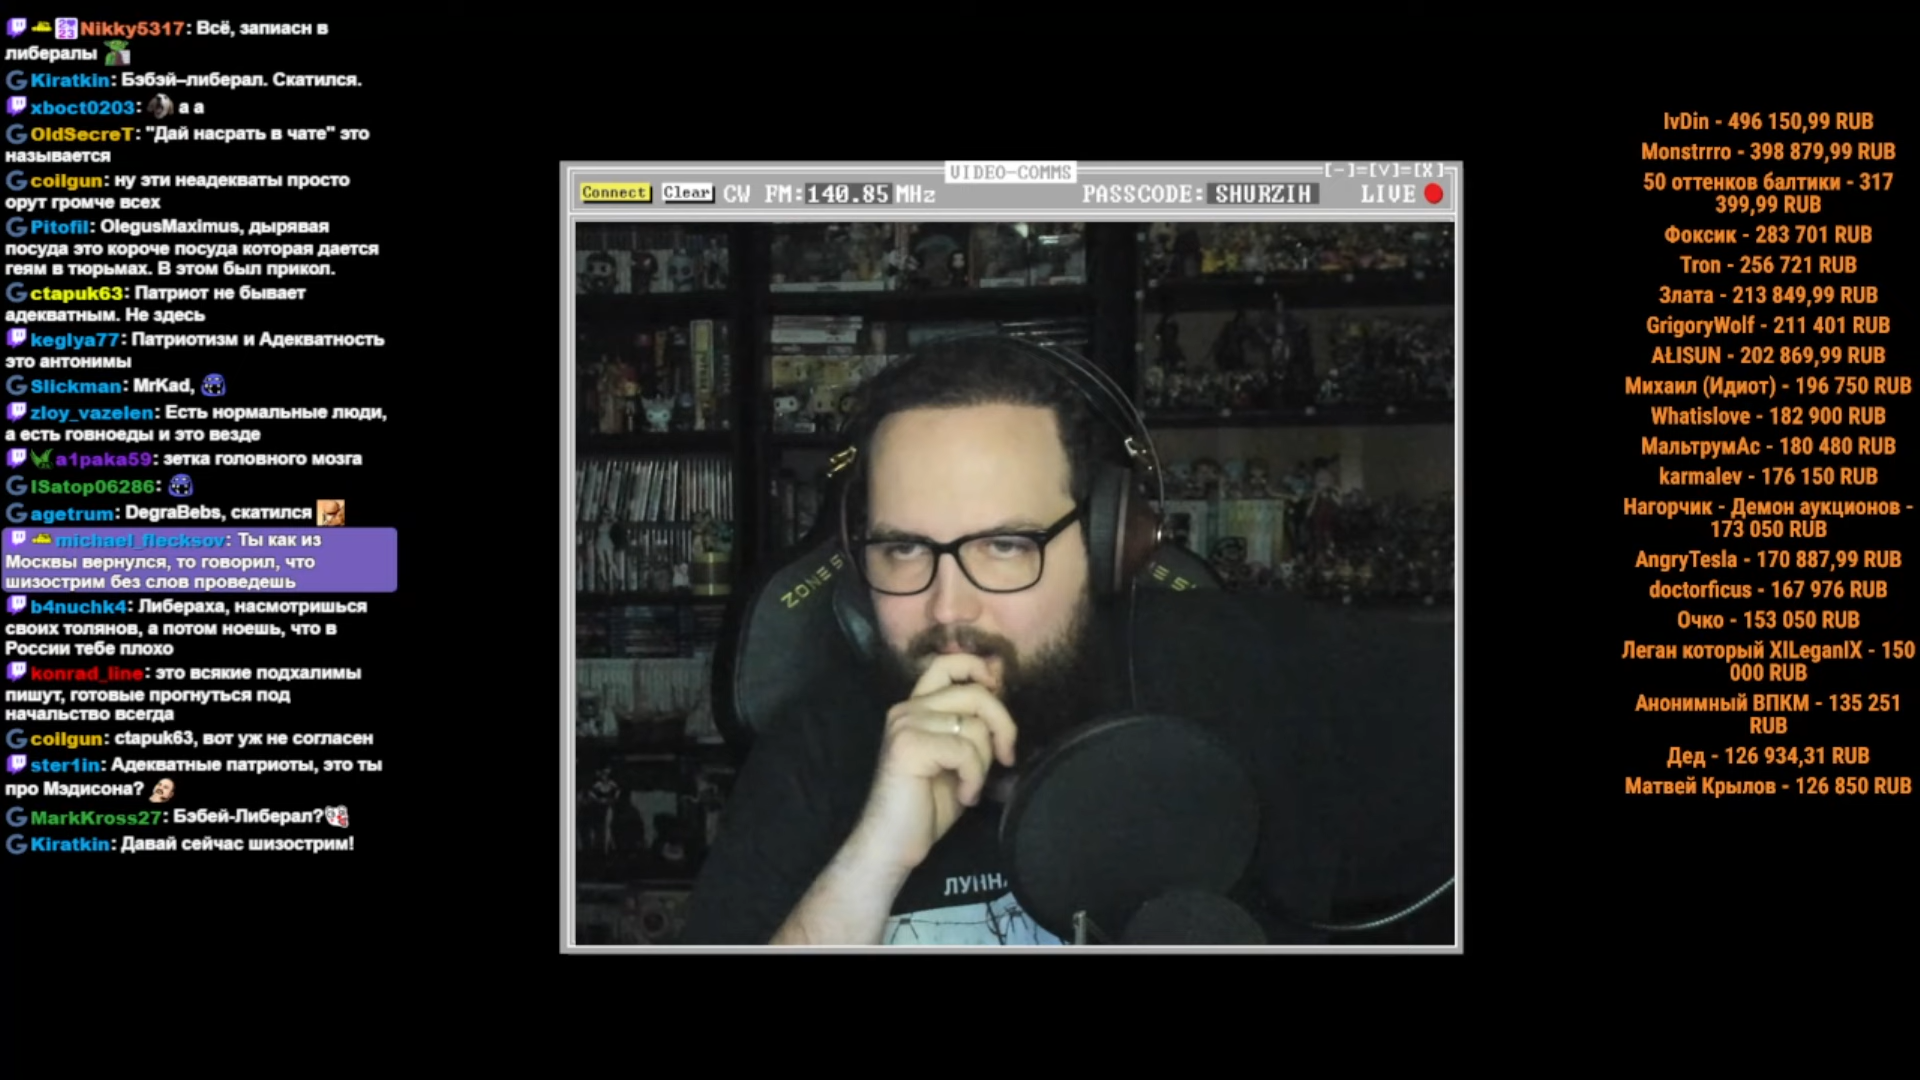 Nikky5317: Всё, запиасн в
либералы
Kiratkin: Бэбэй–либерал. Скатился.
xboct0203: а а
OldSecreT: "Дай насрать в чате" это
называется
coilgun: ну эти неадекваты просто
орут громче всех
Pitofil: OlegusMaximus, дырявая
посуда это короче посуда которая дается
геям в тюрьмах. В этом был прикол.
ctapuk63: Патриот не бывает
адекватным. Не здесь
keglya77: Патриотизм и Адекватность
это антонимы
Slickman: MrKad,
zloy_vazelen: Есть нормальные люди,
а есть говноеды и это везде
a1paka59: зетка головного мозга
ISatop06286:
agetrum: DegraBebs, скатился
michael_flecksov: Ты как из
Москвы вернулся, то говорил, что
шизострим без слов проведешь
b4nuchk4: Либераха, насмотришься
своих толянов, а потом ноешь, что в
России тебе плохо
konrad_line: это всякие подхалимы
пишут, готовые прогнуться под
начальство всегда
coilgun: ctapuk63, вот уж не согласен
ster1in: Адекватные патриоты, это ты
про Мэдисона?
MarkKross27: Бэбей-Либерал?
Kiratkin: Давай сейчас шизострим!
VIDEO-COMMS
[-]=[V]=[X]
Connect Clear CW FM:140.85 MHz PASSCODE: SHURZIH LIVE
ZONE
ЛУНН
IvDin - 496 150,99 RUB
Monstrrro - 398 879,99 RUB
50 оттенков балтики - 317
399,99 RUB
Фоксик - 283 701 RUB
Tron - 256 721 RUB
Злата - 213 849,99 RUB
GrigoryWolf - 211 401 RUB
AŁISUN - 202 869,99 RUB
Михаил (Идиот) - 196 750 RUB
Whatislove - 182 900 RUB
МальтрумАс - 180 480 RUB
karmalev - 176 150 RUB
Нагорчик - Демон аукционов -
173 050 RUB
AngryTesla - 170 887,99 RUB
doctorficus - 167 976 RUB
Очко - 153 050 RUB
Леган который XILeganIX - 150
000 RUB
Анонимный ВПКМ - 135 251
RUB
Дед - 126 934,31 RUB
Матвей Крылов - 126 850 RUB